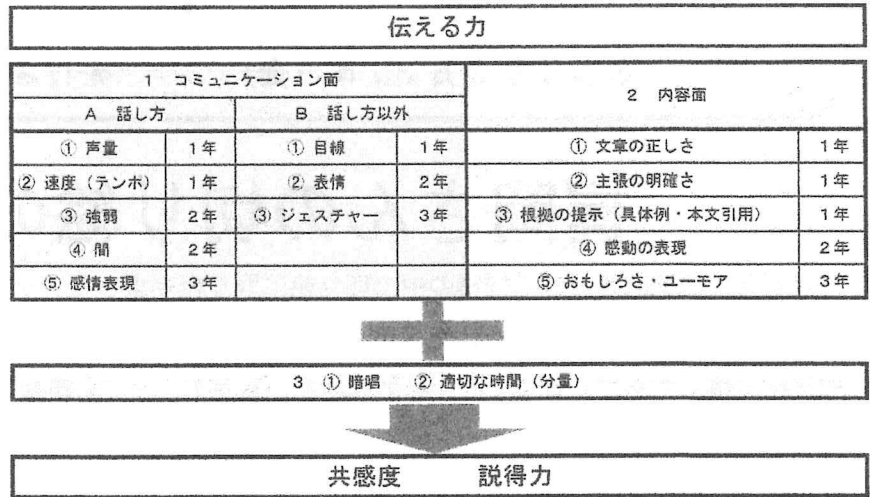 伝える力
1 コミュニケーション面 2 内容面
A 話し方 B 話し方以外
① 声量 1年 ① 目線 1年 ① 文章の正しさ 1年
② 速度(テンポ) 1年 ② 表情 2年 ② 主張の明確さ 1年
③ 強弱 2年 ③ ジェスチャー 3年 ③ 根拠の提示(具体例・本文引用) 1年
④ 間 2年 ④ 感動の表現 2年
⑤ 感情表現 3年 ⑤ おもしろさ・ユーモア 3年
3 ① 暗唱 ② 適切な時間(分量)
共感度 説得力